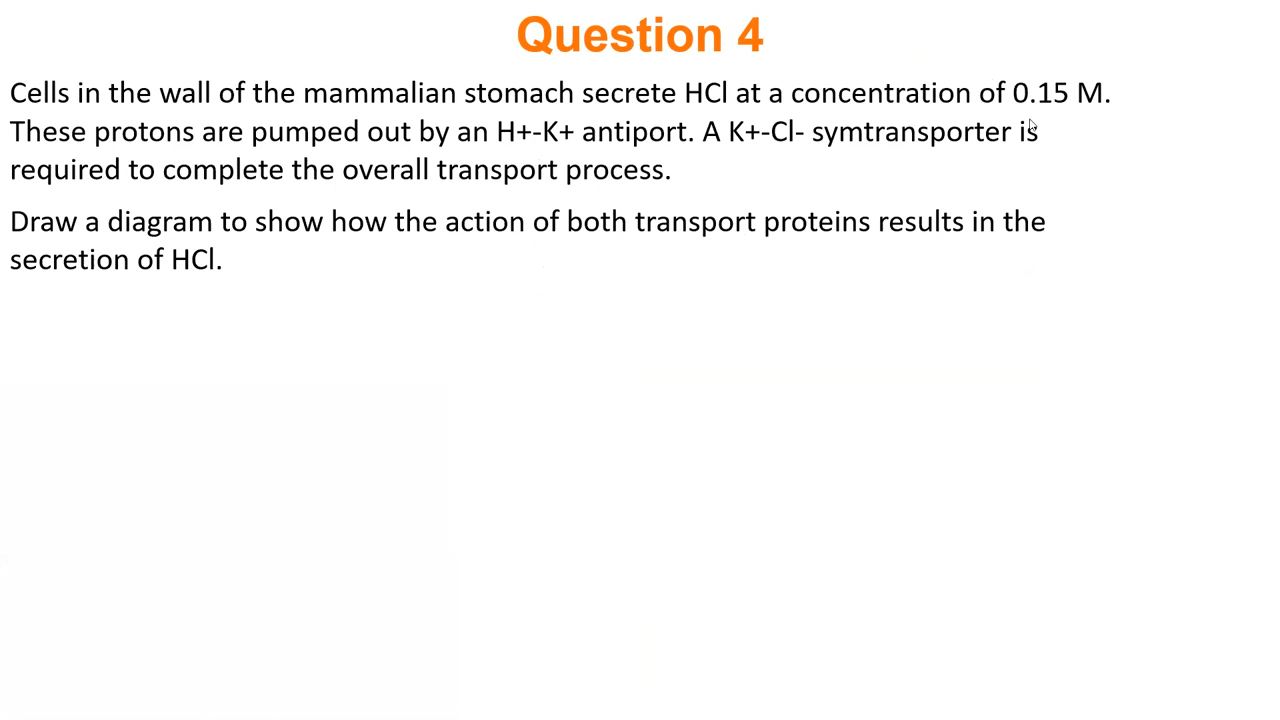 Question 4
Cells in the wall of the mammalian stomach secrete HCl at a concentration of 0.15 M.
These protons are pumped out by an H+-K+ antiport. A K+-Cl- symtransporter is
required to complete the overall transport process.
Draw a diagram to show how the action of both transport proteins results in the
secretion of HCl.